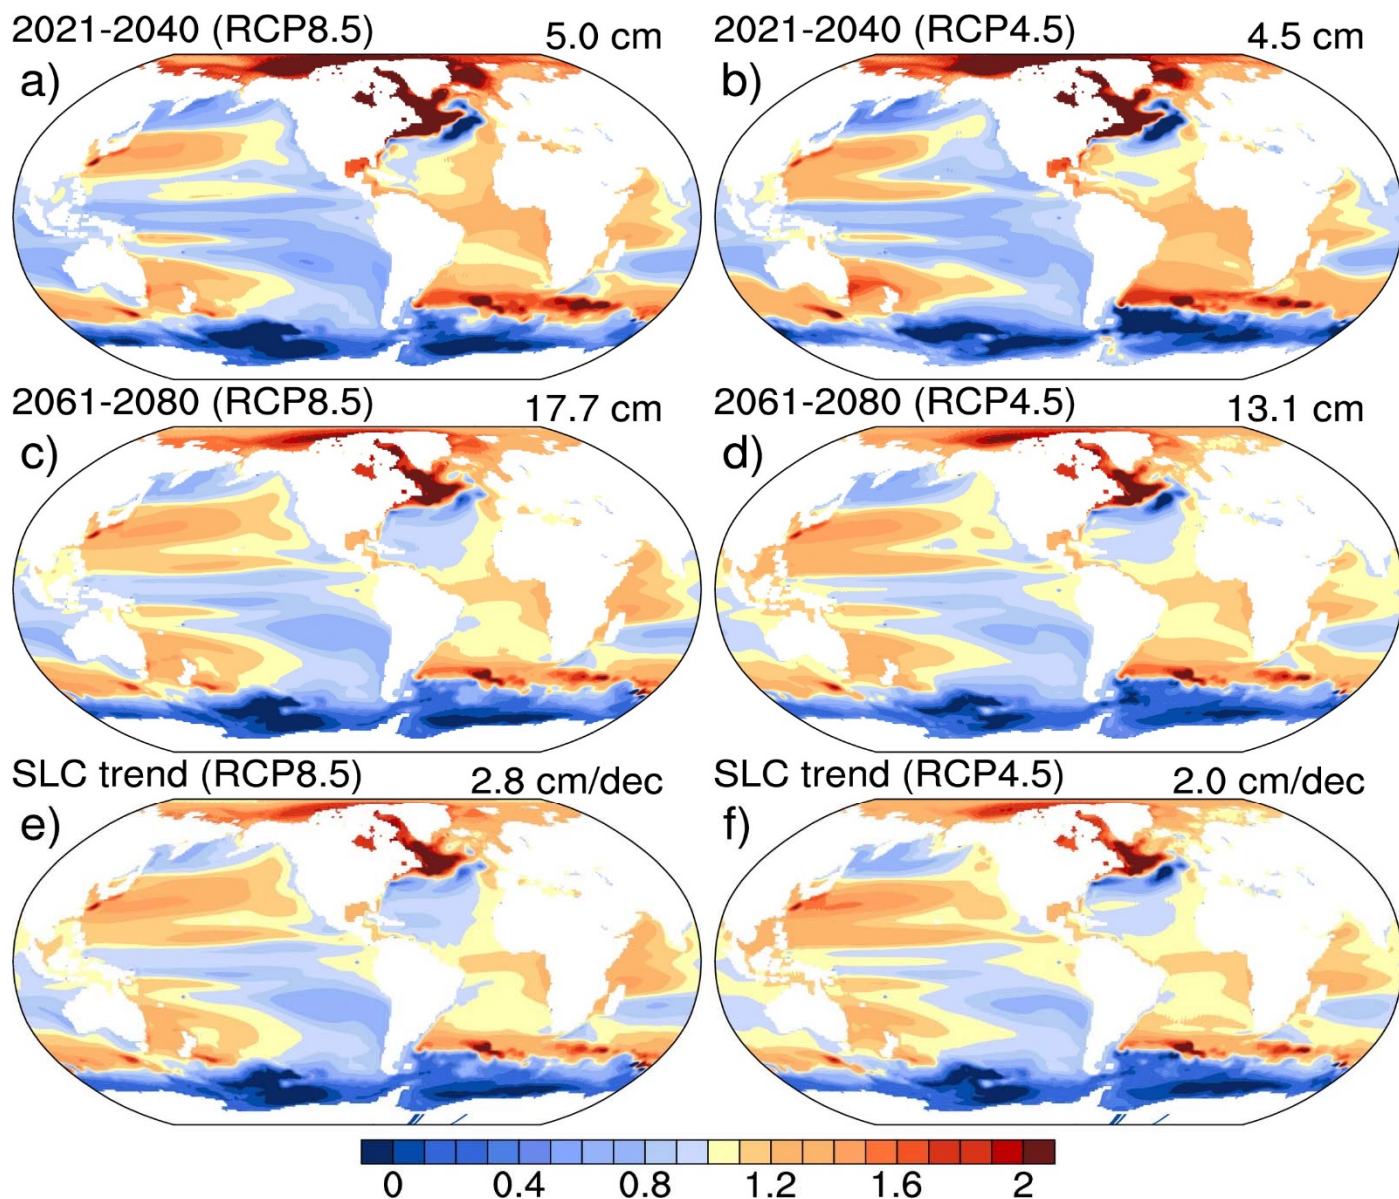 2021-2040 (RCP8.5) 5.0 cm
2021-2040 (RCP4.5) 4.5 cm
a)
b)
2061-2080 (RCP8.5) 17.7 cm
2061-2080 (RCP4.5) 13.1 cm
c)
d)
SLC trend (RCP8.5) 2.8 cm/dec
SLC trend (RCP4.5) 2.0 cm/dec
e)
f)
0 0.4 0.8 1.2 1.6 2